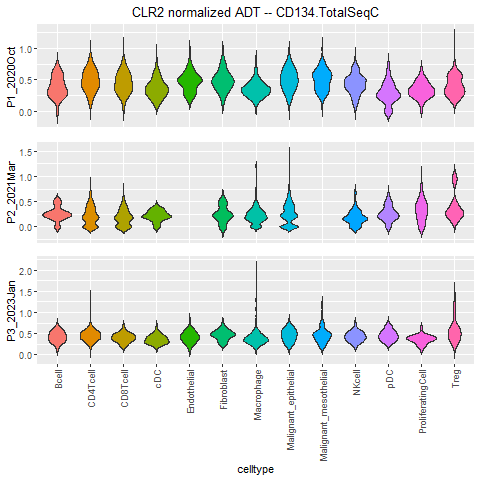 CLR2 normalized ADT -- CD134.TotalSeqC
P1_2020Oct
1.0
0.5
0.0
P2_2021Mar
1.5
1.0
0.5
0.0
P3_2023Jan
2.0
1.5
1.0
0.5
0.0
Bcell
CD4Tcell
CD8Tcell
cDC
Endothelial
Fibroblast
Macrophage
Malignant_epithelial
Malignant_mesothelial
NKcell
pDC
ProliferatingCell
Treg
celltype